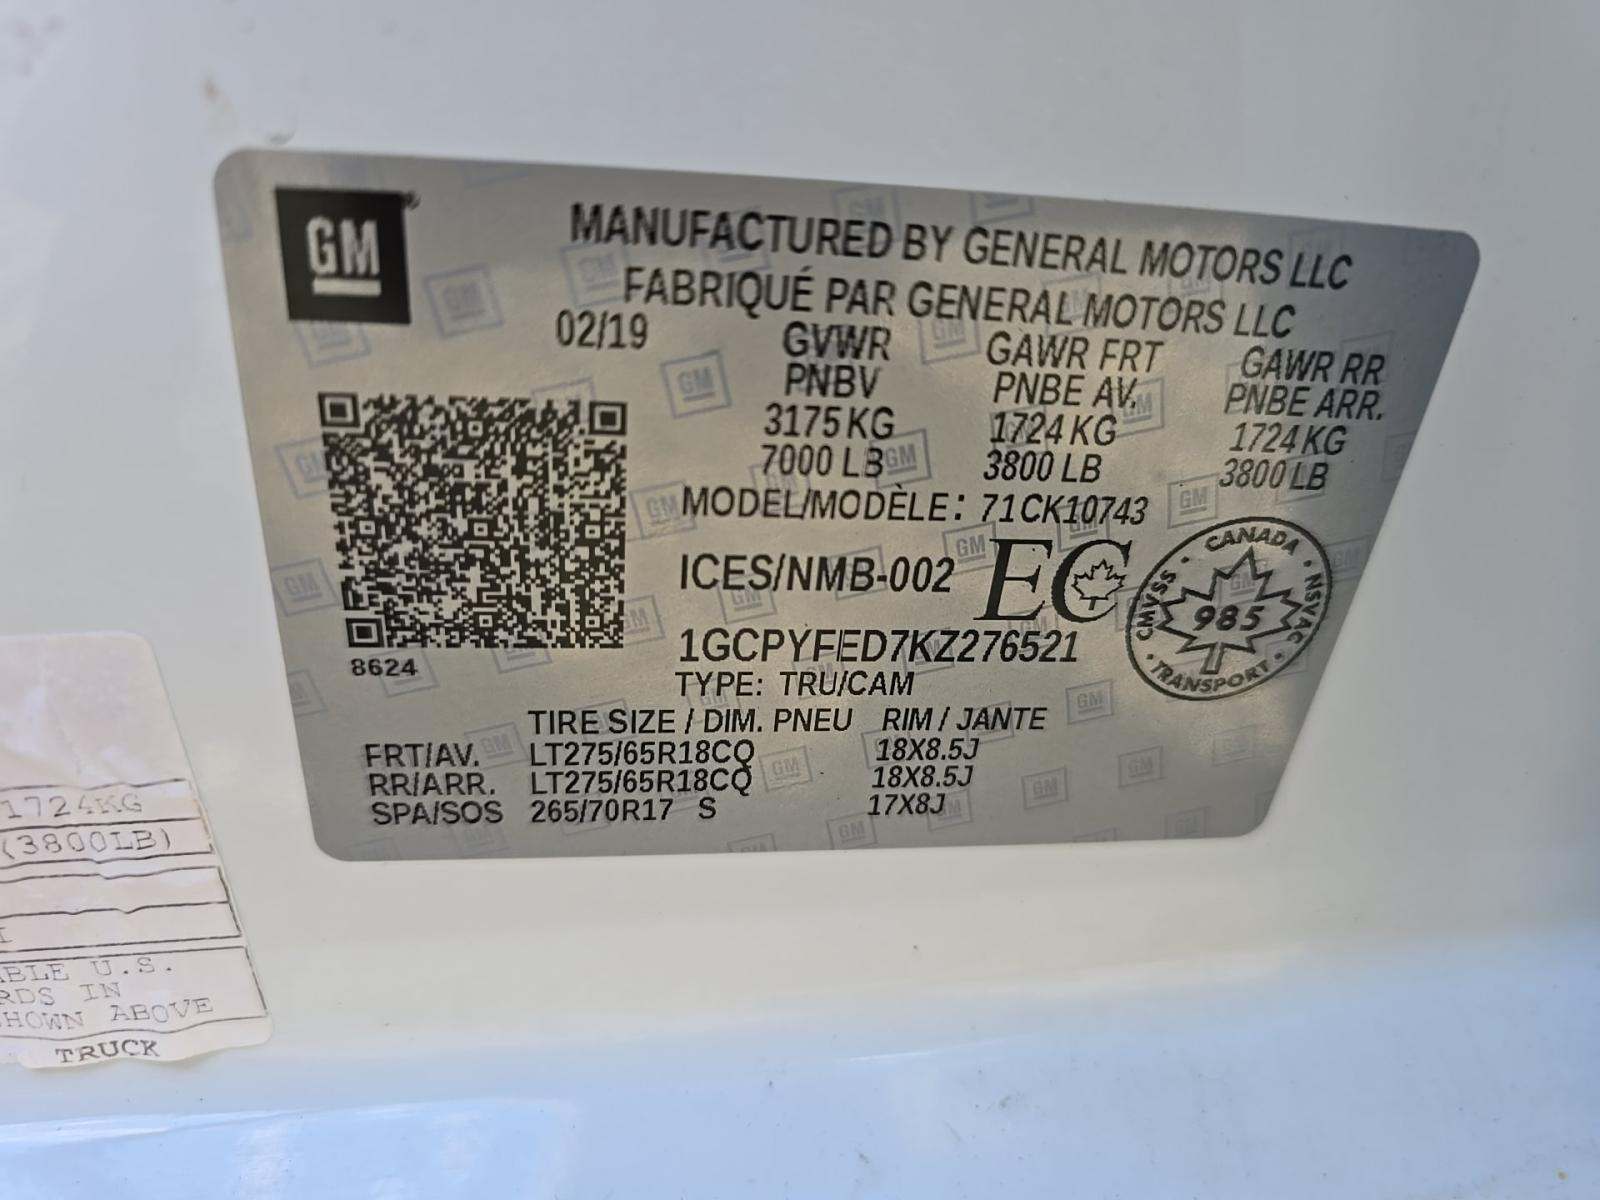 GM
MANUFACTURED BY GENERAL MOTORS LLC
FABRIQUÉ PAR GENERAL MOTORS LLC
02/19 GVWR GAWR FRT GAWR RR
PNBV PNBE AV. PNBE ARR.
3175 KG 1724 KG 1724 KG
7000 LB 3800 LB 3800 LB
MODEL/MODÈLE: 71CK10743
ICES/NMB-002 EC
CANADA
CMVSS 985 NSVAC
TRANSPORT
1GCPYFED7KZ276521
8624
TYPE: TRU/CAM
TIRE SIZE / DIM. PNEU RIM / JANTE
FRT/AV. LT275/65R18CQ 18X8.5J
RR/ARR. LT275/65R18CQ 18X8.5J
SPA/SOS 265/70R17 S 17X8J
1724KG
(3800LB)
U.S.
IN
ABOVE
TRUCK